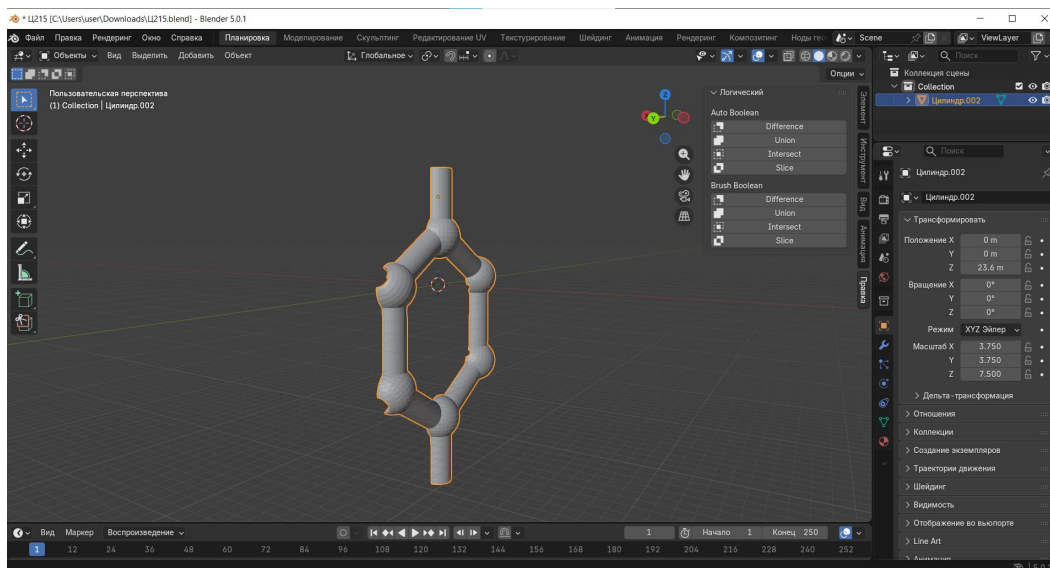 * Ц215 [C:\Users\user\Downloads\Ц215.blend] - Blender 5.0.1
Файл Правка Рендеринг Окно Справка Планировка Моделирование Скульптинг Редактирование UV Текстурирование Шейдинг Анимация Рендеринг Композитинг Ноды гео Scene ViewLayer
Объекты Вид Выделить Добавить Объект Глобальное Поиск
Опции
Коллекция сцены
Collection
Цилиндр.002
Пользовательская перспектива
(1) Collection | Цилиндр.002
Z
Y
Логический
Auto Boolean
Difference
Union
Intersect
Slice
Brush Boolean
Difference
Union
Intersect
Slice
Элемент
Инструмент
Вид
Анимация
Правка
Поиск
Цилиндр.002
Цилиндр.002
Трансформировать
Положение X 0 m
Y 0 m
Z 23.6 m
Вращение X 0°
Y 0°
Z 0°
Режим XYZ Эйлер
Масштаб X 3.750
Y 3.750
Z 7.500
Дельта-трансформация
Отношения
Коллекции
Создание экземпляров
Траектории движения
Шейдинг
Видимость
Отображение во вьюпорте
Line Art
Анимация
Вид Маркер Воспроизведение 1 Начало 1 Конец 250
1 12 24 36 48 60 72 84 96 108 120 132 144 156 168 180 192 204 216 228 240 252